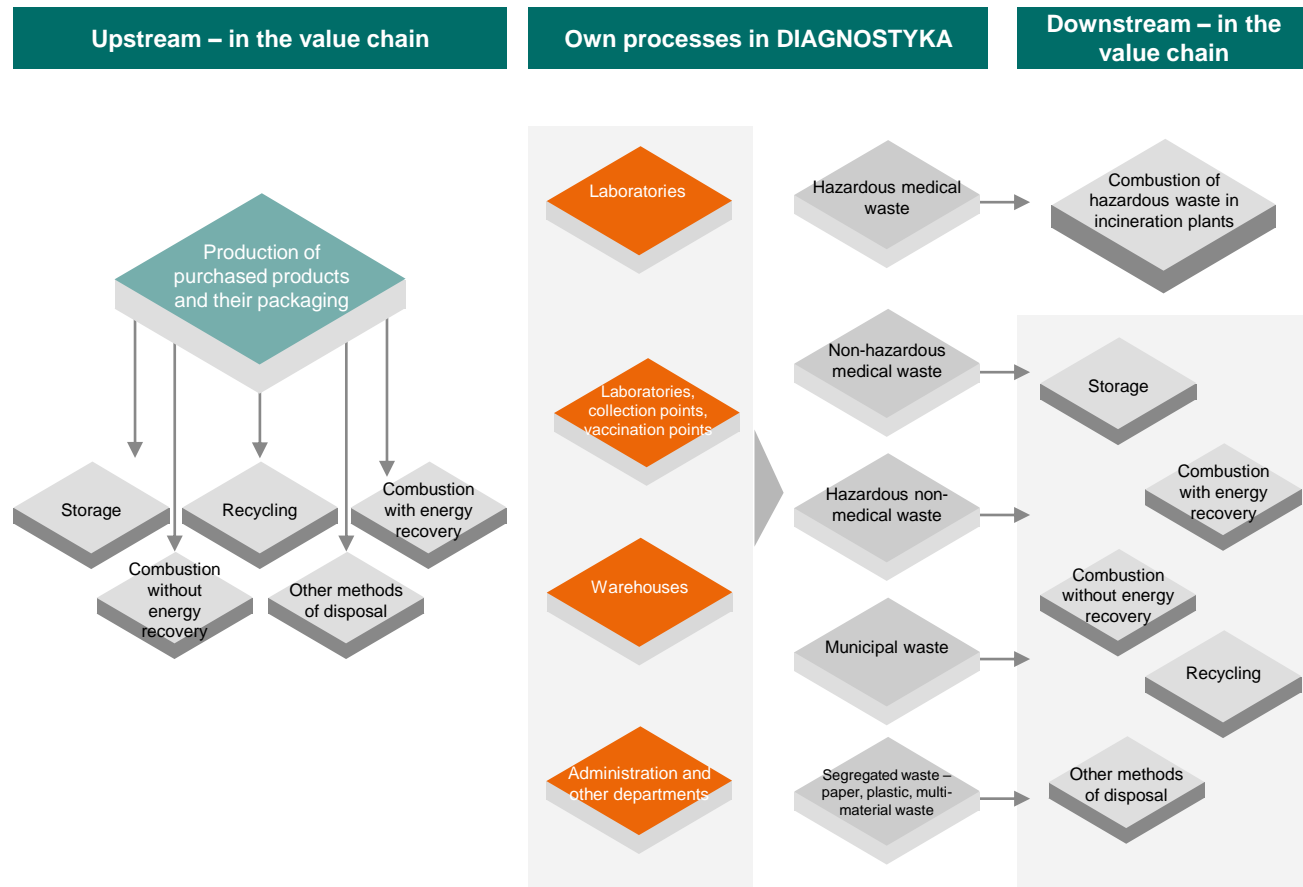 Upstream – in the value chain
Own processes in DIAGNOSTYKA
Downstream – in the
value chain
Production of
purchased products
and their packaging
Storage
Recycling
Combustion
with energy
recovery
Combustion
without
energy
recovery
Other methods
of disposal
Laboratories
Laboratories,
collection points,
vaccination points
Warehouses
Administration and
other departments
Hazardous medical
waste
Non-hazardous
medical waste
Hazardous non-
medical waste
Municipal waste
Segregated waste –
paper, plastic, multi-
material waste
Combustion of
hazardous waste in
incineration plants
Storage
Combustion
with energy
recovery
Combustion
without energy
recovery
Recycling
Other methods
of disposal